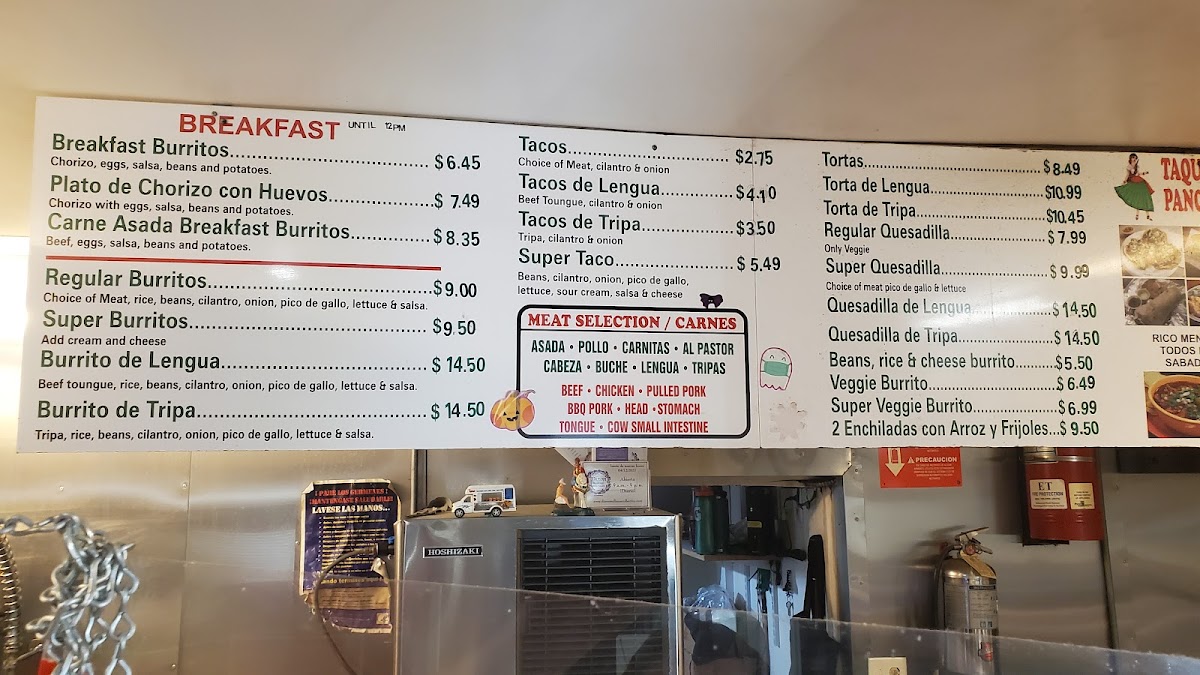 BREAKFAST UNTIL 12PM
Breakfast Burritos........................ $6.45
Chorizo, eggs, salsa, beans and potatoes.
Plato de Chorizo con Huevos............ $7.49
Chorizo with eggs, salsa, beans and potatoes.
Carne Asada Breakfast Burritos......... $8.35
Beef, eggs, salsa, beans and potatoes.
Regular Burritos........................ $9.00
Choice of Meat, rice, beans, cilantro, onion, pico de gallo, lettuce & salsa.
Super Burritos........................ $9.50
Add cream and cheese
Burrito de Lengua........................ $14.50
Beef toungue, rice, beans, cilantro, onion, pico de gallo, lettuce & salsa.
Burrito de Tripa........................ $14.50
Tripa, rice, beans, cilantro, onion, pico de gallo, lettuce & salsa.
Tacos........................ $2.75
Choice of Meat, cilantro & onion
Tacos de Lengua............ $4.10
Beef Toungue, cilantro & onion
Tacos de Tripa............ $3.50
Tripa, cilantro & onion
Super Taco............ $5.49
Beans, cilantro, onion, pico de gallo,
lettuce, sour cream, salsa & cheese
MEAT SELECTION / CARNES
ASADA • POLLO • CARNITAS • AL PASTOR
CABEZA • BUCHE • LENGUA • TRIPAS
BEEF • CHICKEN • PULLED PORK
BBQ PORK • HEAD • STOMACH
TONGUE • COW SMALL INTESTINE
Tortas........................ $8.49
Torta de Lengua............ $10.99
Torta de Tripa............ $10.45
Regular Quesadilla............ $7.99
Only Veggie
Super Quesadilla............ $9.99
Choice of meat pico de gallo & lettuce
Quesadilla de Lengua............ $14.50
Quesadilla de Tripa............ $14.50
Beans, rice & cheese burrito......... $5.50
Veggie Burrito............ $6.49
Super Veggie Burrito............ $6.99
2 Enchiladas con Arroz y Frijoles... $9.50
TAQU
PANC
RICO MEN
TODOS
SABAD
¡PARE LOS GERMENES!
¡MANTENGASE SALUDABLE!
LAVESE LAS MANOS...
HOSHIZAKI
PRECAUCION